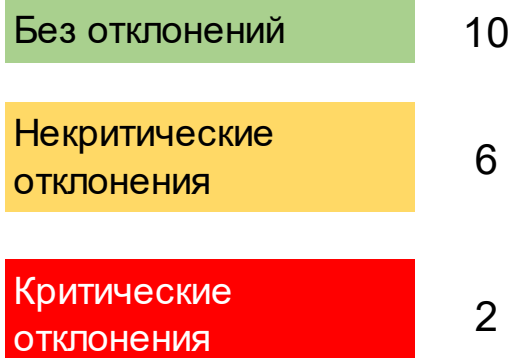 Без отклонений 10
Некритические
отклонения 6
Критические
отклонения 2